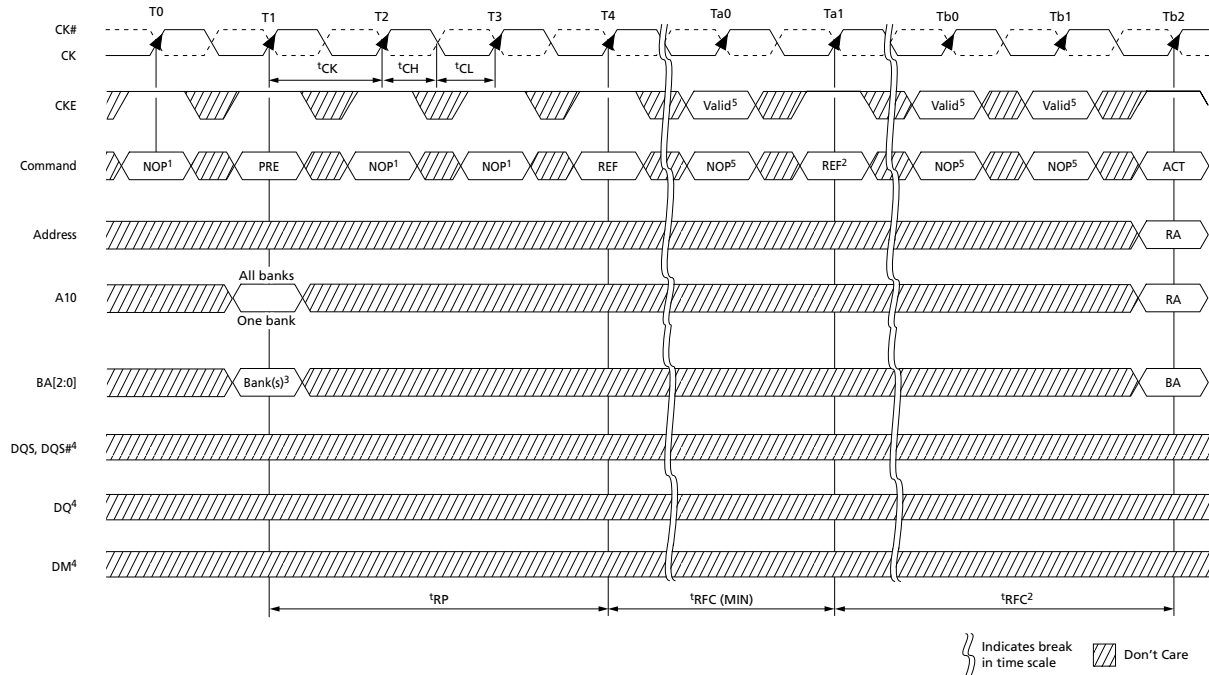 T0 T1 T2 T3 T4 Ta0 Ta1 Tb0 Tb1 Tb2
CK#
CK
tCK tCH tCL
CKE Valid5 Valid5 Valid5
Command NOP1 PRE NOP1 NOP1 REF NOP5 REF2 NOP5 NOP5 ACT
Address RA
All banks
A10 RA
One bank
BA[2:0] Bank(s)3 BA
DQS, DQS#4
DQ4
DM4
tRP tRFC (MIN) tRFC2
Indicates break
in time scale
Don't Care